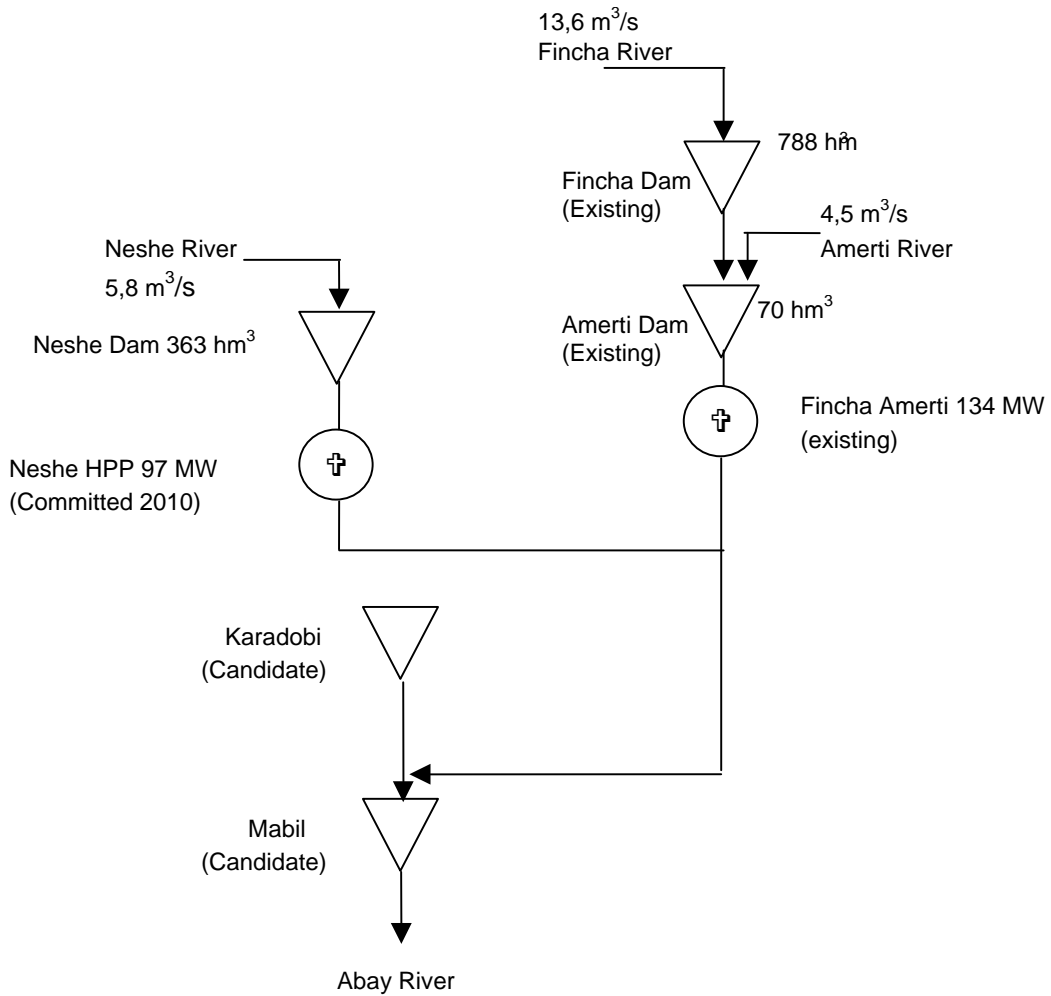 13,6 m³/s
Fincha River
788 hm³
Fincha Dam
(Existing)
4,5 m³/s
Amerti River
Neshe River
5,8 m³/s
70 hm³
Amerti Dam
(Existing)
Neshe Dam 363 hm³
Fincha Amerti 134 MW
(existing)
Neshe HPP 97 MW
(Committed 2010)
Karadobi
(Candidate)
Mabil
(Candidate)
Abay River